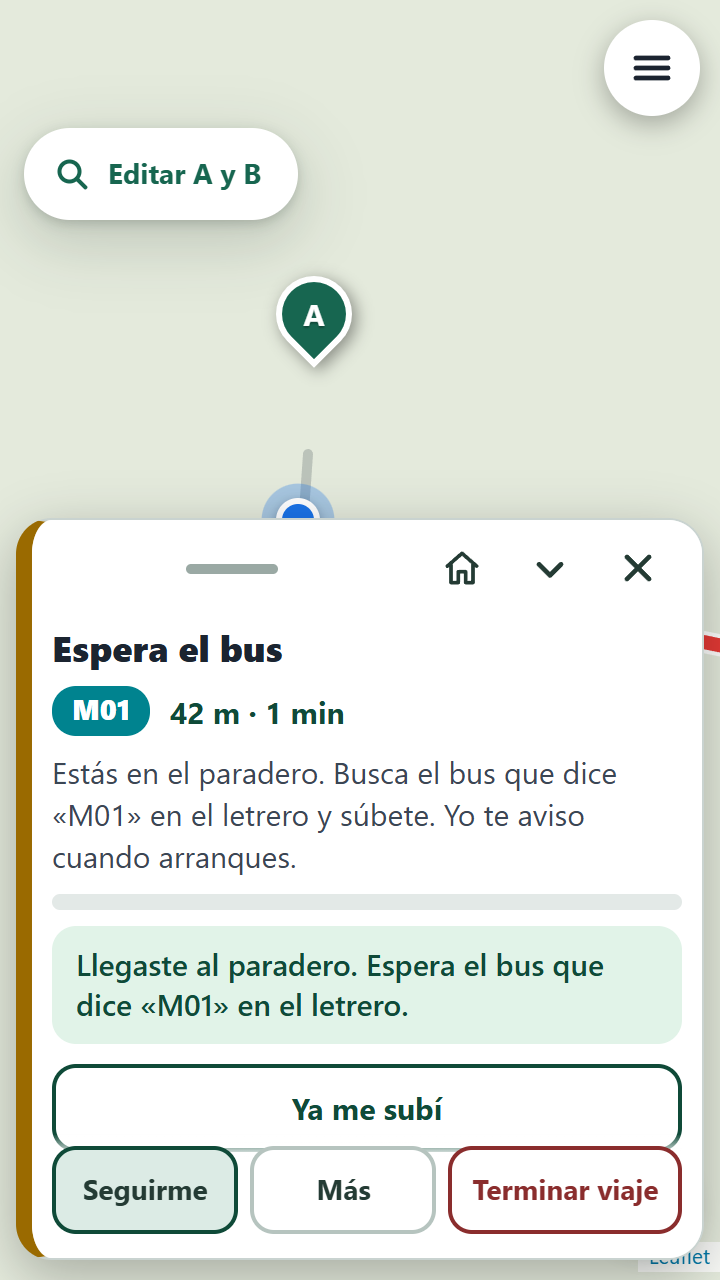 Editar A y B
A
Espera el bus
M01 42 m · 1 min
Estás en el paradero. Busca el bus que dice
«M01» en el letrero y súbete. Yo te aviso
cuando arranques.
Llegaste al paradero. Espera el bus que
dice «M01» en el letrero.
Ya me subí
Seguirme Más Terminar viaje
Leaflet